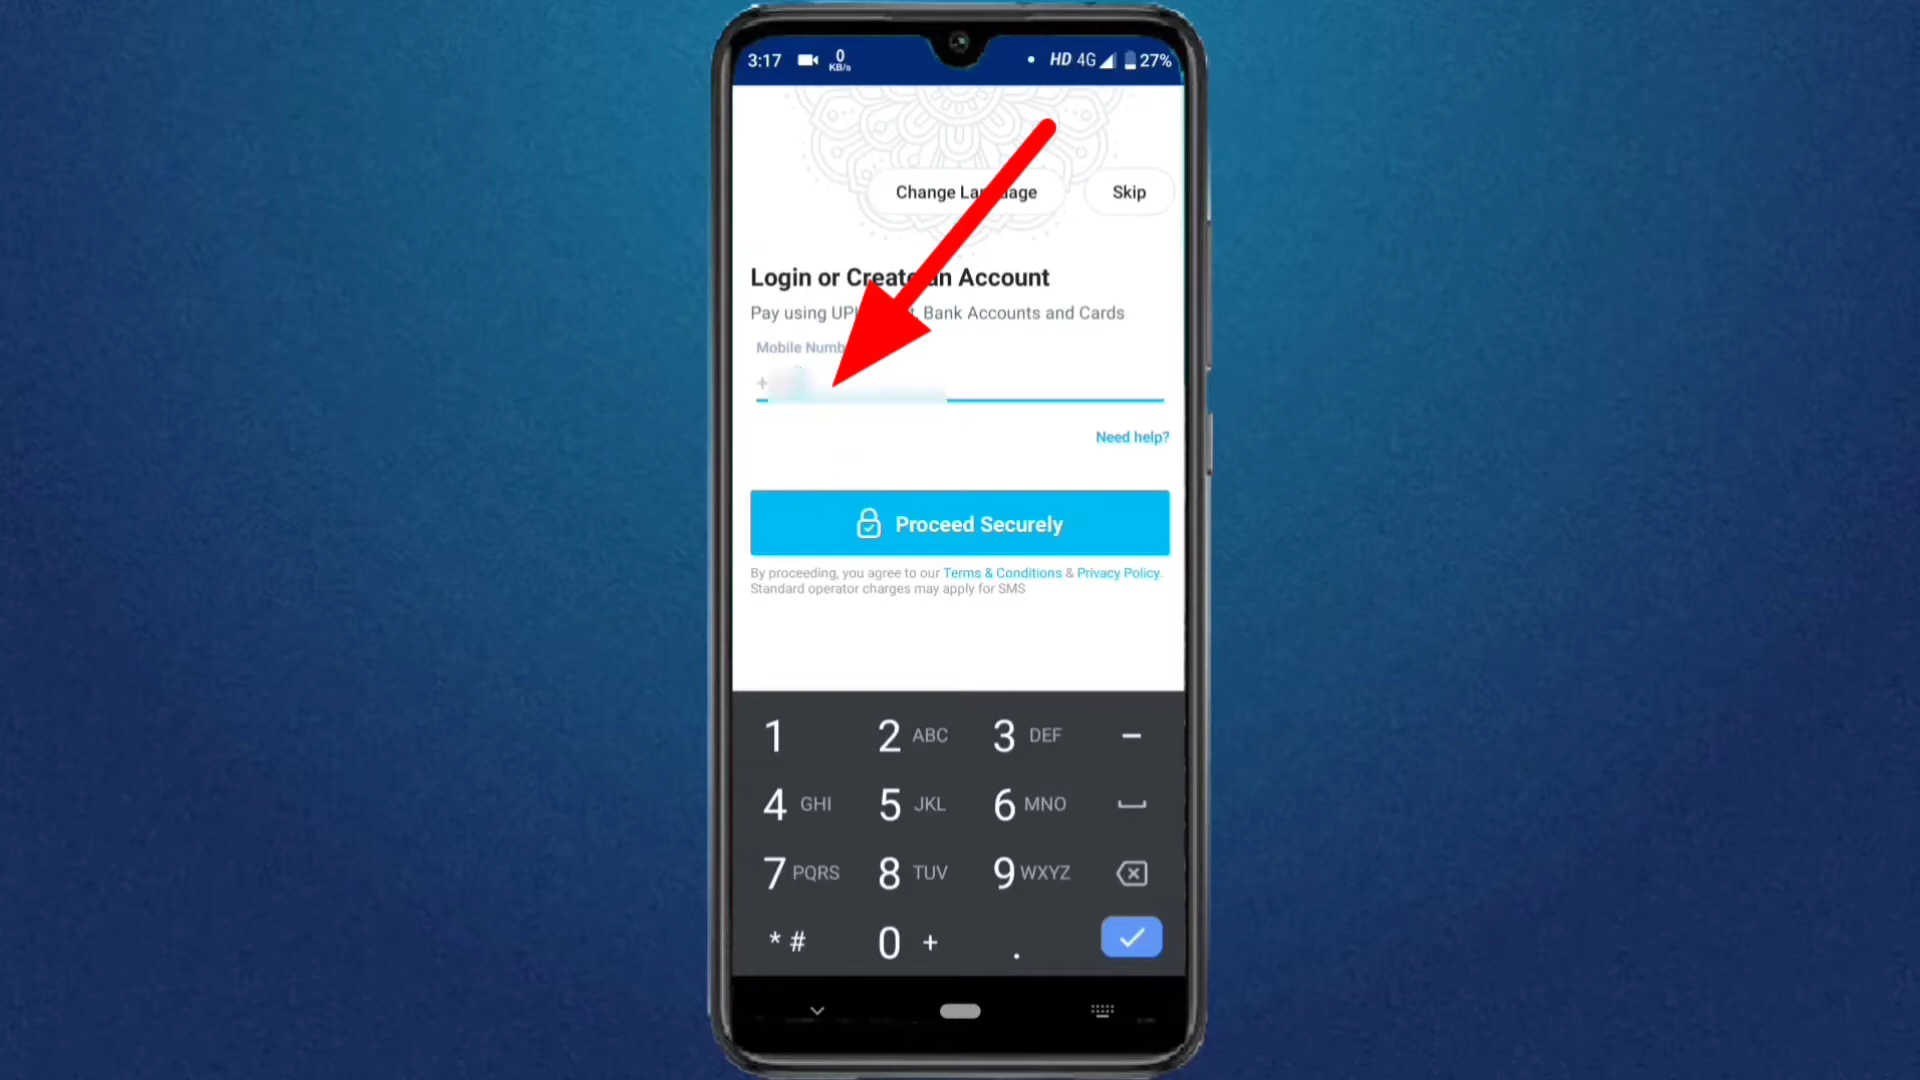 3:17 0 KB/s HD 4G 27%
Change Language Skip
Login or Create an Account
Pay using UPI, Bank Accounts and Cards
Mobile Numb
+
Need help?
Proceed Securely
By proceeding, you agree to our Terms & Conditions & Privacy Policy.
Standard operator charges may apply for SMS
1 2 ABC 3 DEF –
4 GHI 5 JKL 6 MNO
7 PQRS 8 TUV 9 WXYZ
* # 0 + .